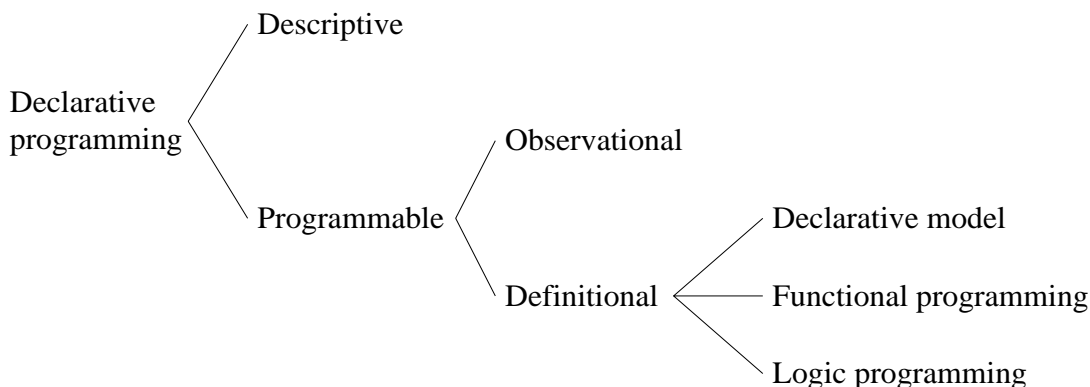 Descriptive
Declarative
programming
Observational
Programmable
Declarative model
Definitional
Functional programming
Logic programming